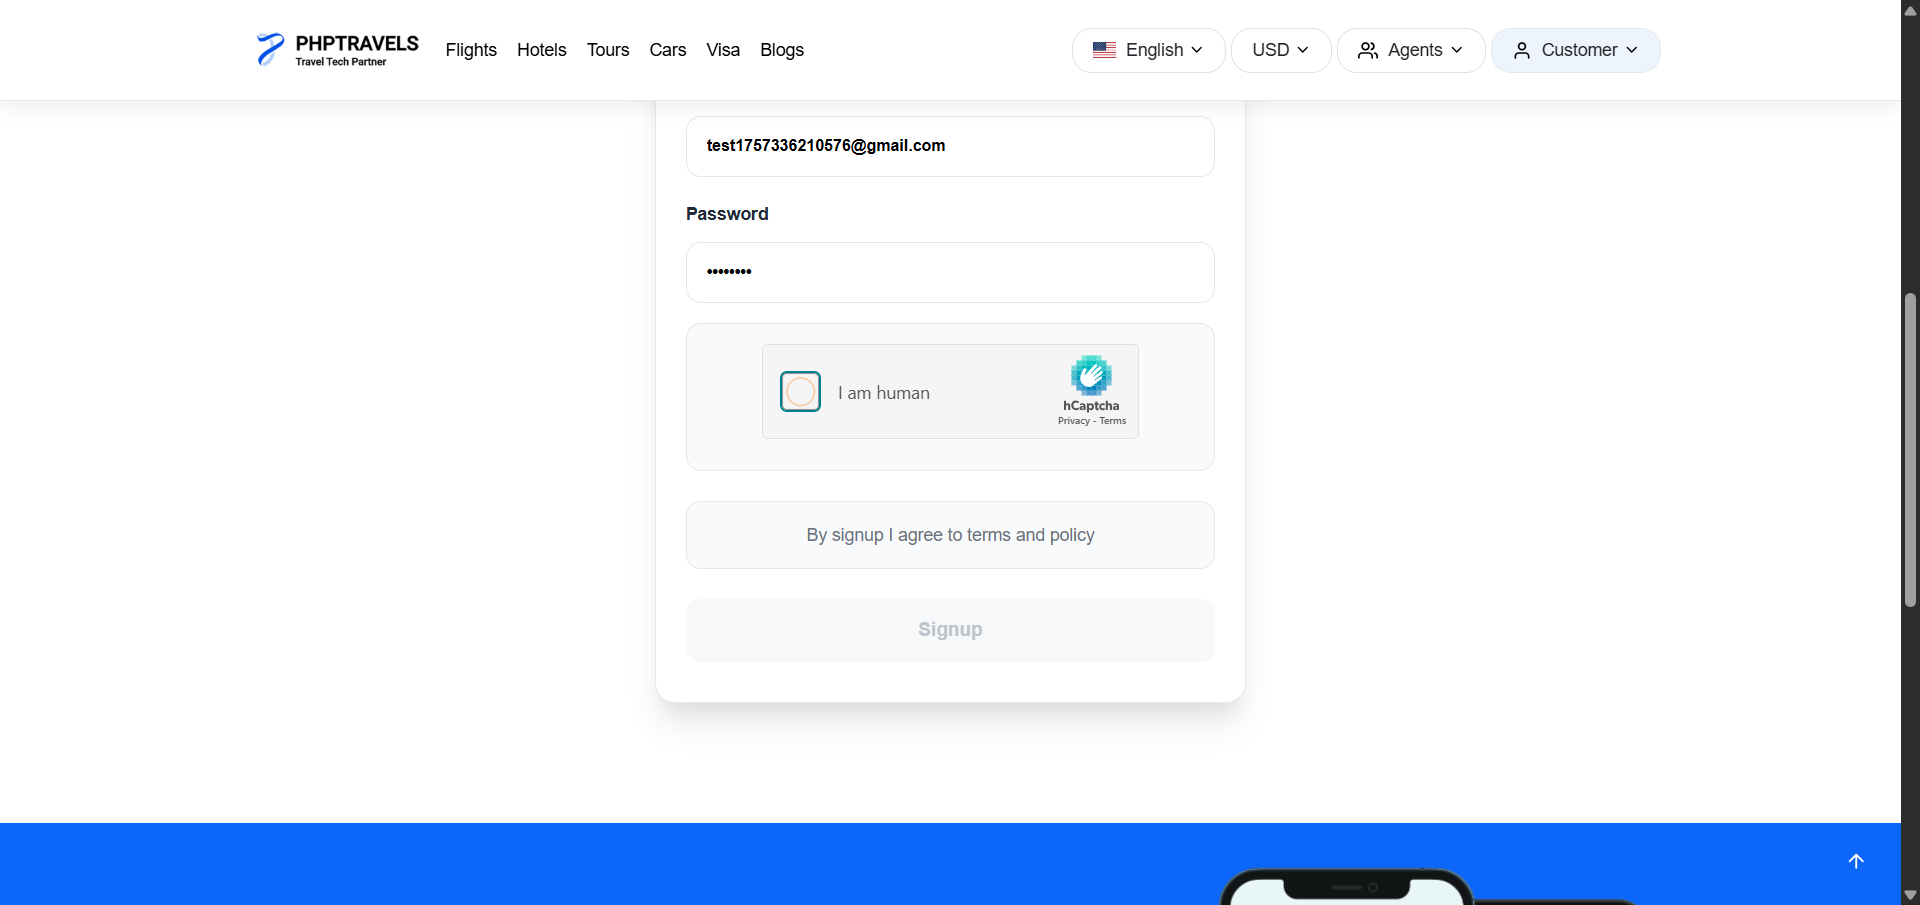 PHPTRAVELS
Travel Tech Partner
Flights Hotels Tours Cars Visa Blogs
English USD Agents Customer
test1757336210576@gmail.com
Password
••••••••
I am human
hCaptcha
Privacy - Terms
By signup I agree to terms and policy
Signup